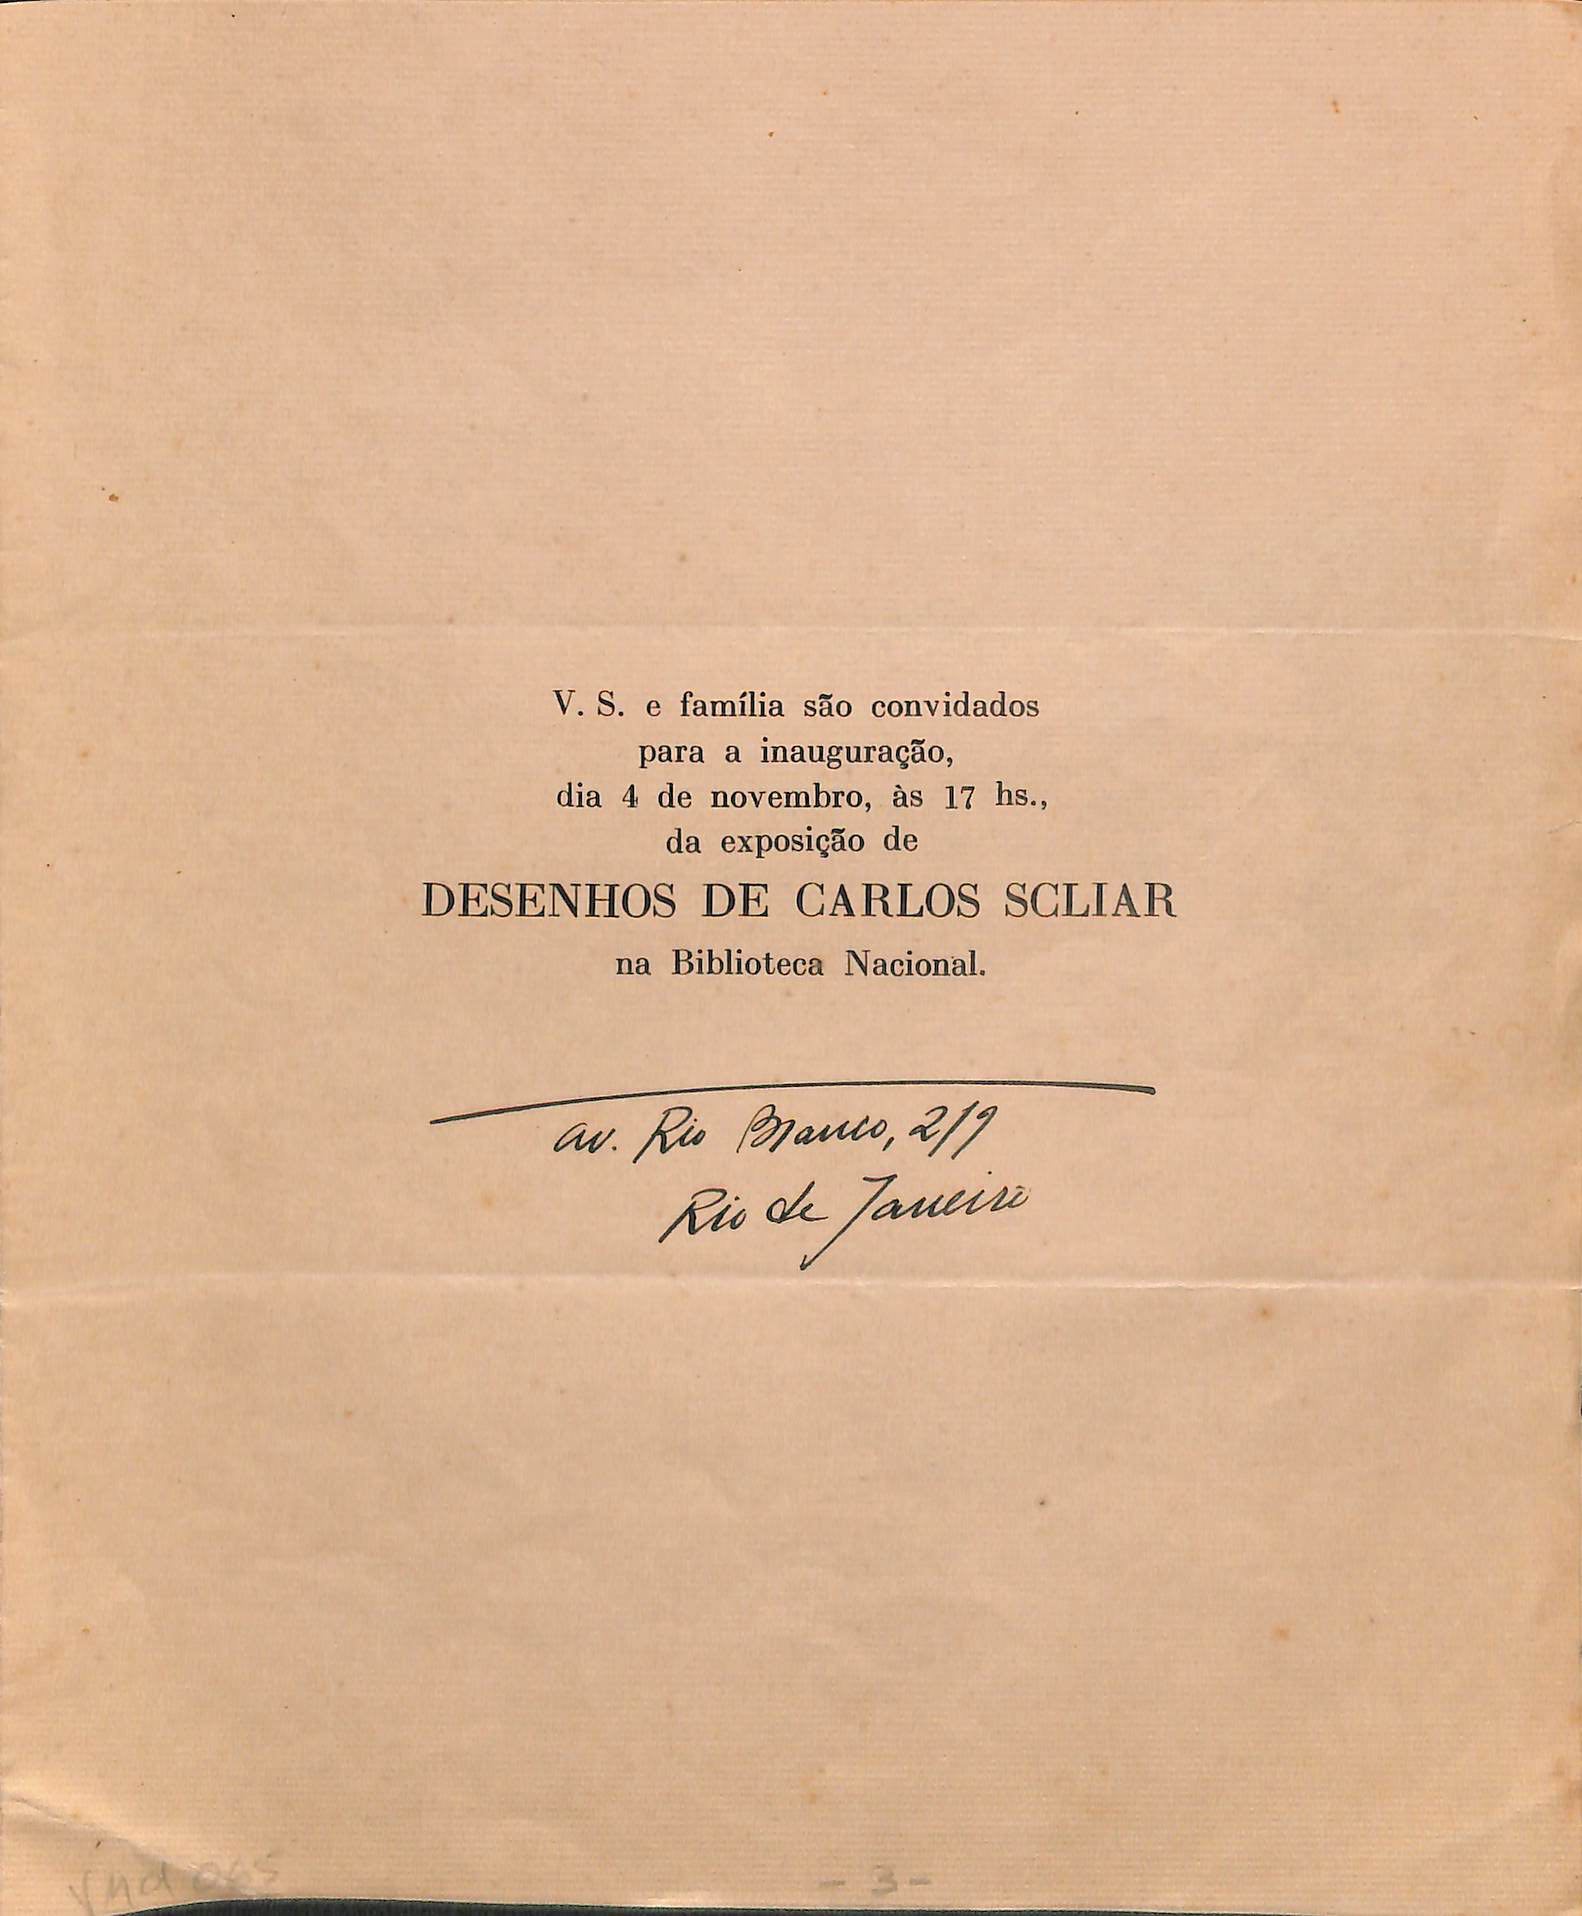 V. S. e família são convidados
para a inauguração,
dia 4 de novembro, às 17 hs.,
da exposição de
DESENHOS DE CARLOS SCLIAR
na Biblioteca Nacional.
av. Rio Branco, 219
Rio de Janeiro
- 3 -